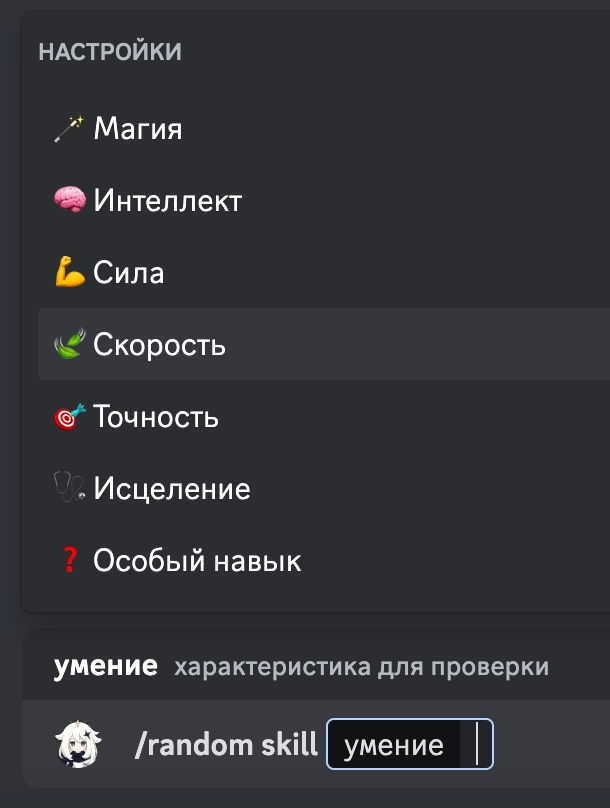 НАСТРОЙКИ
Магия
Интеллект
Сила
Скорость
Точность
Исцеление
❓ Особый навык
умение характеристика для проверки
/random skill умение